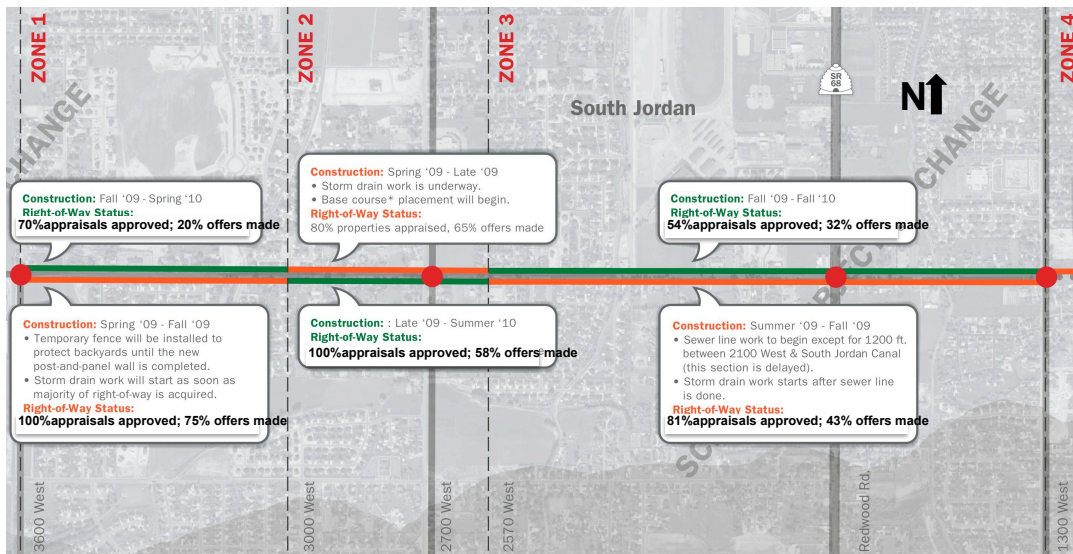 ZONE 1
ZONE 2
ZONE 3
ZONE 4
SR
68
N
South Jordan
SCHEDULE SUBJECT TO CHANGE
CHANGE
Construction: Fall ‘09 - Spring ‘10
Right-of-Way Status:
70%appraisals approved; 20% offers made
Construction: Spring ‘09 - Late ‘09
• Storm drain work is underway.
• Base course* placement will begin.
Right-of-Way Status:
80% properties appraised, 65% offers made
Construction: Fall ‘09 -Fall ‘10
Right-of-Way Status:
54%appraisals approved; 32% offers made
Construction: Spring ‘09 - Fall ‘09
• Temporary fence will be installed to
protect backyards until the new
post-and-panel wall is completed.
• Storm drain work will start as soon as
majority of right-of-way is acquired.
Right-of-Way Status:
100%appraisals approved; 75% offers made
Construction: : Late ‘09 - Summer ‘10
Right-of-Way Status:
100%appraisals approved; 58% offers made
Construction: Summer ‘09 - Fall ‘09
• Sewer line work to begin except for 1200 ft.
between 2100 West & South Jordan Canal
(this section is delayed).
• Storm drain work starts after sewer line
is done.
Right-of-Way Status:
81%appraisals approved; 43% offers made
3600 West
3000 West
2700 West
2570 West
Redwood Rd.
1300 West